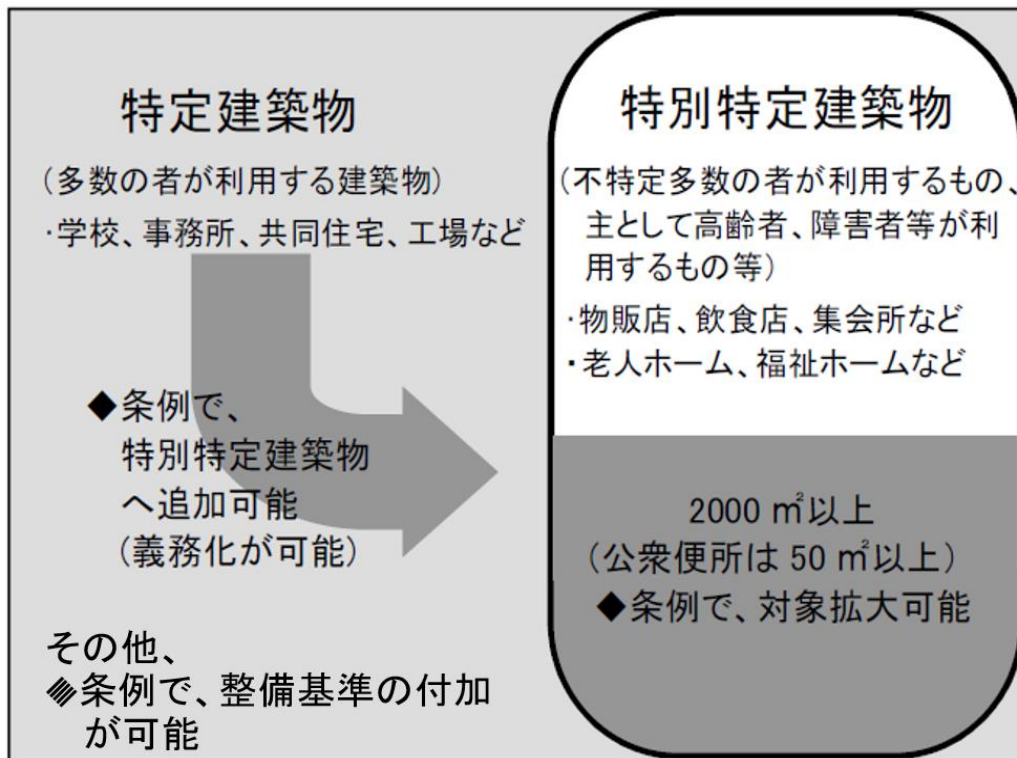 特定建築物
(多数の者が利用する建築物)
・学校、事務所、共同住宅、工場など
◆条例で、
特別特定建築物
へ追加可能
(義務化が可能)
その他、
◆条例で、整備基準の付加
が可能
特別特定建築物
(不特定多数の者が利用するもの、
主として高齢者、障害者等が利
用するもの等)
・物販店、飲食店、集会所など
・老人ホーム、福祉ホームなど
2000 ㎡以上
(公衆便所は 50 ㎡以上)
◆条例で、対象拡大可能